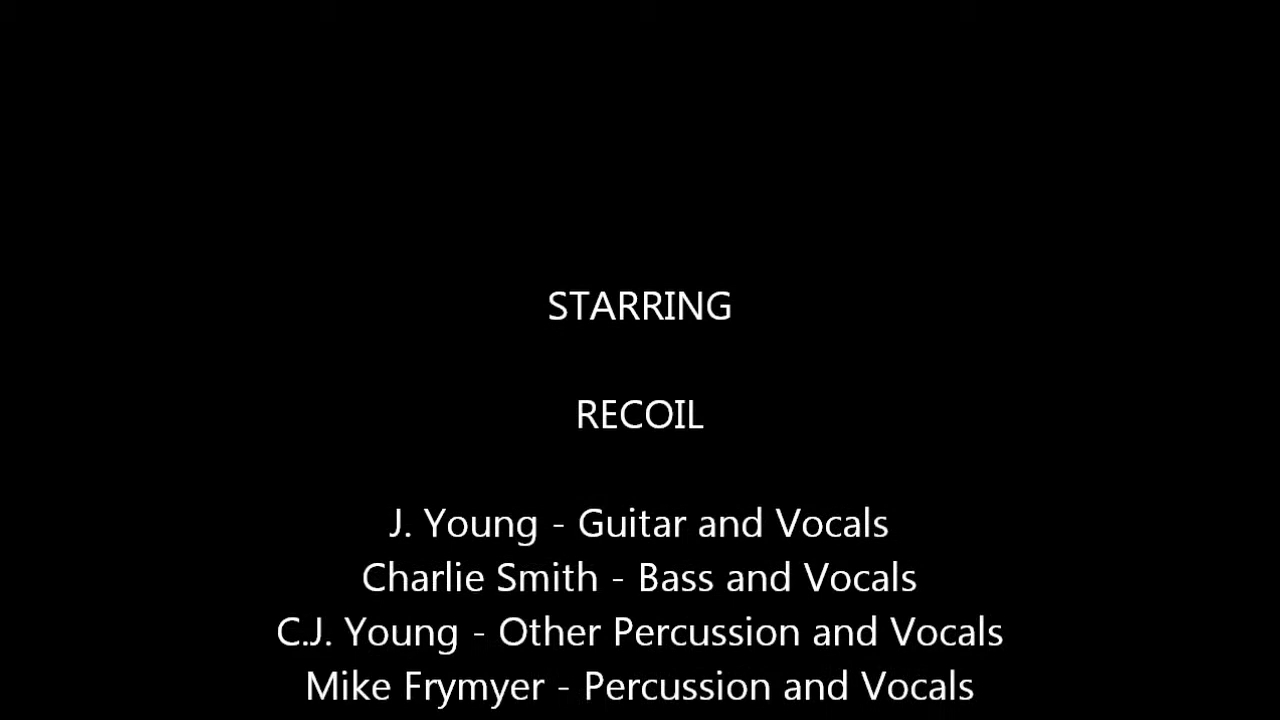 STARRING
RECOIL
J. Young - Guitar and Vocals
Charlie Smith - Bass and Vocals
C.J. Young - Other Percussion and Vocals
Mike Frymyer - Percussion and Vocals